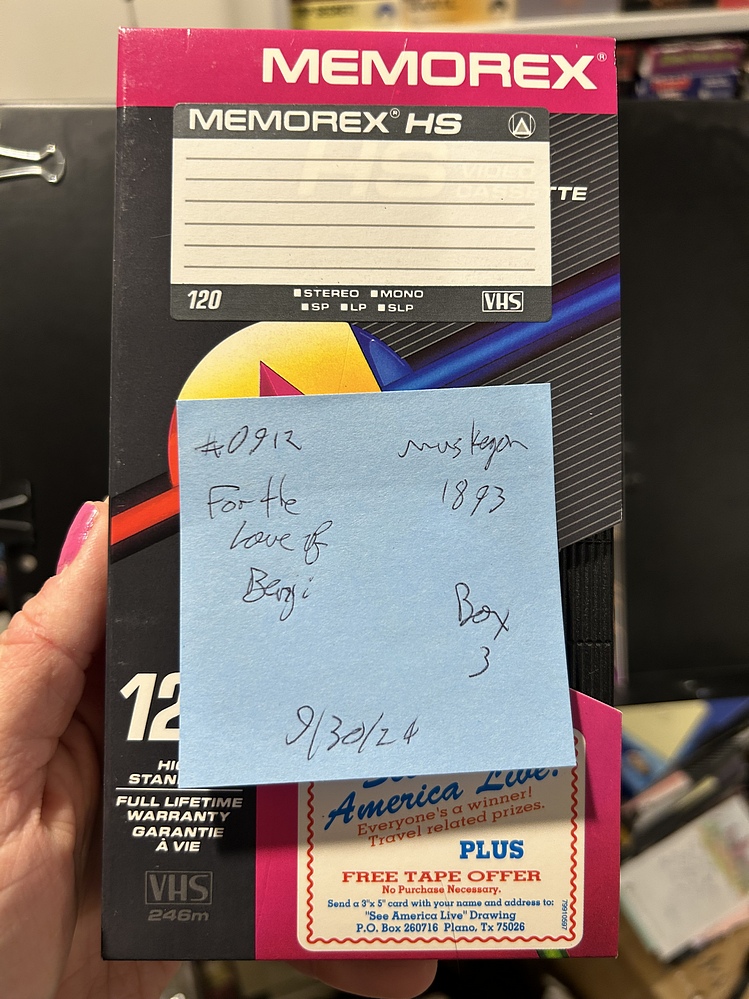 MEMOREX®
MEMOREX® HS
HS VIDEO
CASSETTE
120
STEREO MONO
SP LP SLP
VHS
#0912
Muskegon
1893
For the
Love of
Benji
Box
3
9/30/24
12
FULL LIFETIME
WARRANTY
GARANTIE
À VIE
VHS
246m
America Live!
Everyone's a winner!
Travel related prizes.
PLUS
FREE TAPE OFFER
No Purchase Necessary.
Send a 3"x 5" card with your name and address to:
"See America Live" Drawing
P.O. Box 260716 Plano, Tx 75026
79910597